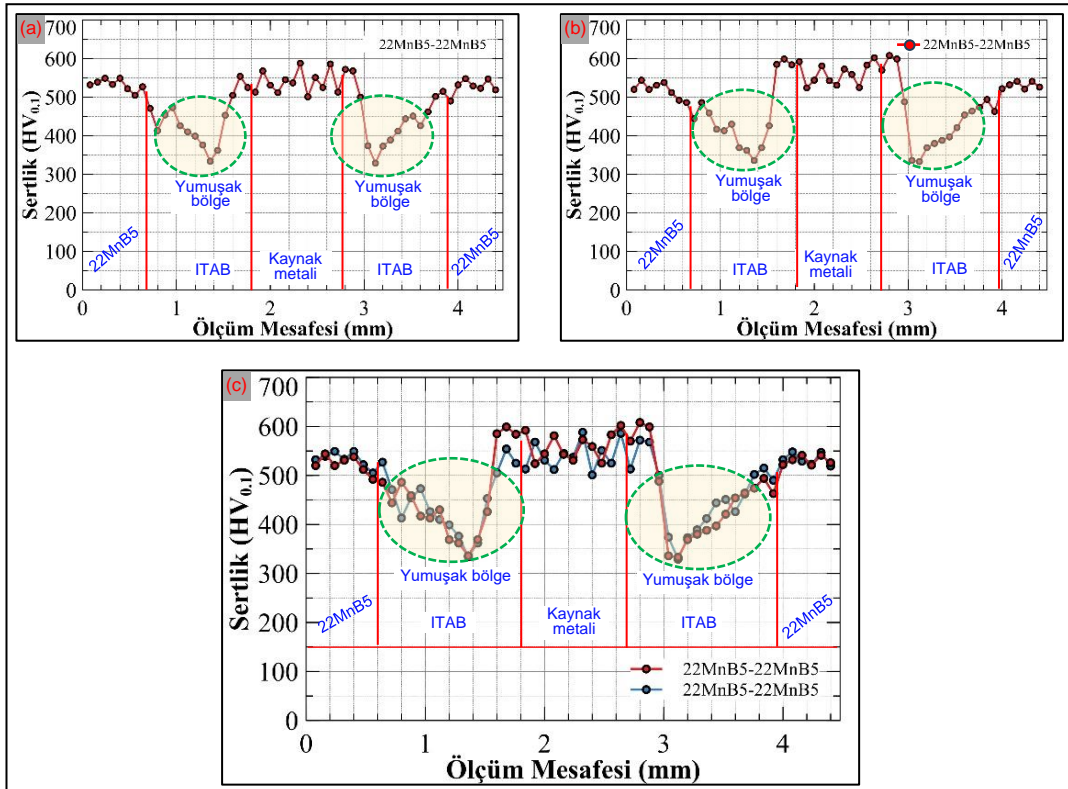 (a)
22MnB5-22MnB5
Sertlik (HV0.1)
700
600
500
400
300
200
100
0
Yumuşak
bölge
Yumuşak
bölge
22MnB5
ITAB
Kaynak
metali
ITAB
22MnB5
0 1 2 3 4
Ölçüm Mesafesi (mm)
(b)
22MnB5-22MnB5
Sertlik (HV0.1)
700
600
500
400
300
200
100
0
Yumuşak
bölge
Yumuşak
bölge
22MnB5
ITAB
Kaynak
metali
ITAB
22MnB5
0 1 2 3 4
Ölçüm Mesafesi (mm)
(c)
Sertlik (HV0.1)
700
600
500
400
300
200
100
0
Yumuşak bölge
Yumuşak bölge
22MnB5
ITAB
Kaynak
metali
ITAB
22MnB5
22MnB5-22MnB5
22MnB5-22MnB5
0 1 2 3 4
Ölçüm Mesafesi (mm)